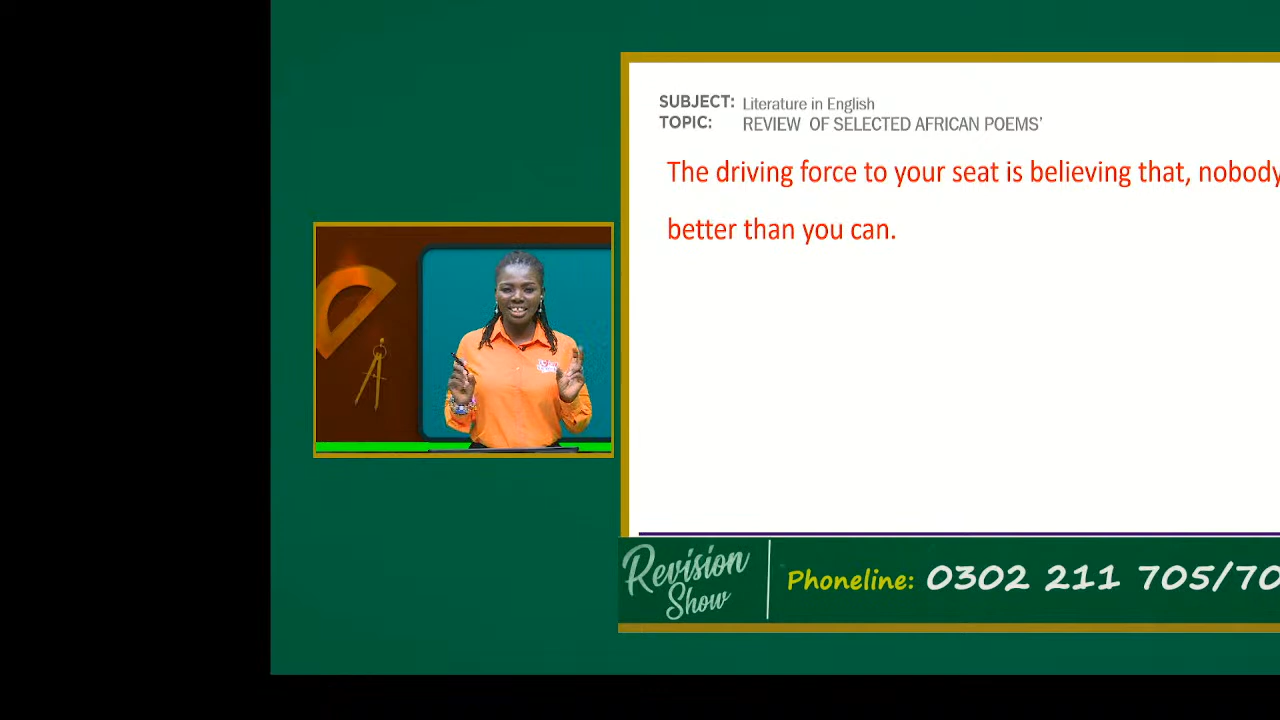 SUBJECT: Literature in English
TOPIC: REVIEW OF SELECTED AFRICAN POEMS'
The driving force to your seat is believing that, nobody
better than you can.
Revision
Show
Phoneline: 0302 211 705/70